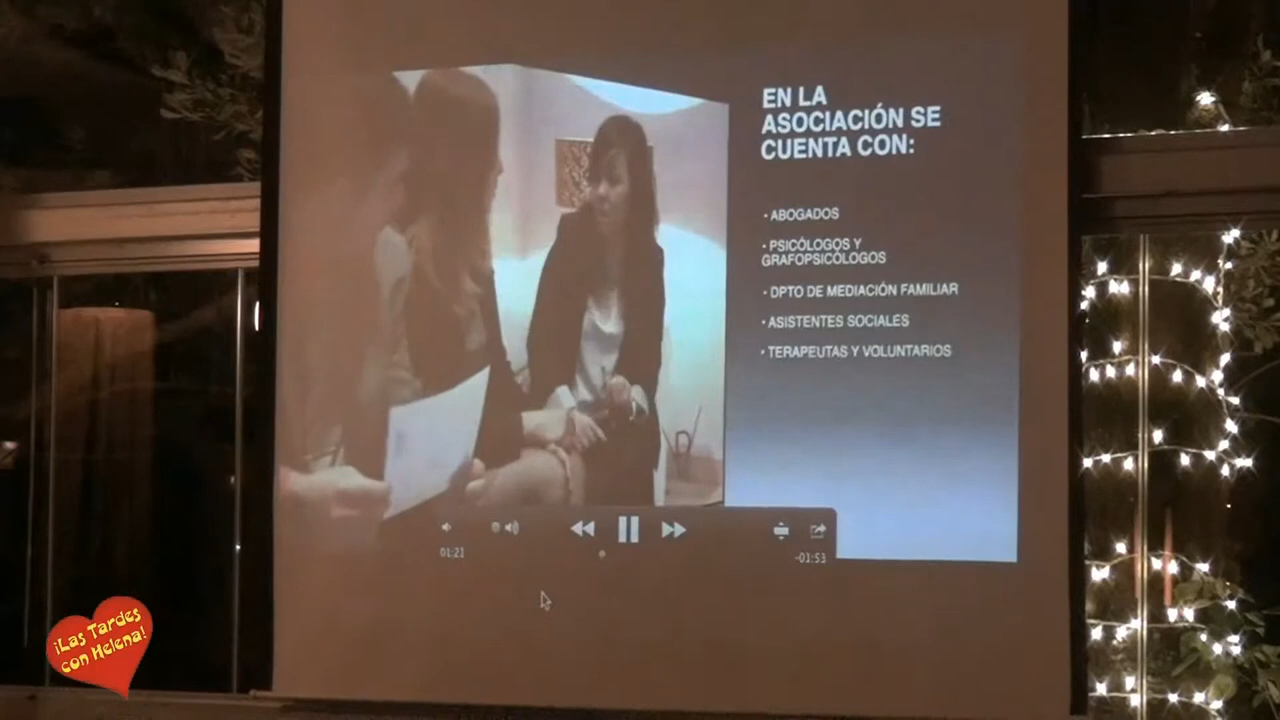 EN LA
ASOCIACIÓN SE
CUENTA CON:
• ABOGADOS
• PSICÓLOGOS Y
GRAFOPSICÓLOGOS
• DPTO DE MEDIACIÓN FAMILIAR
• ASISTENTES SOCIALES
• TERAPEUTAS Y VOLUNTARIOS
01:21
-01:53
¡Las Tardes
con Helena!